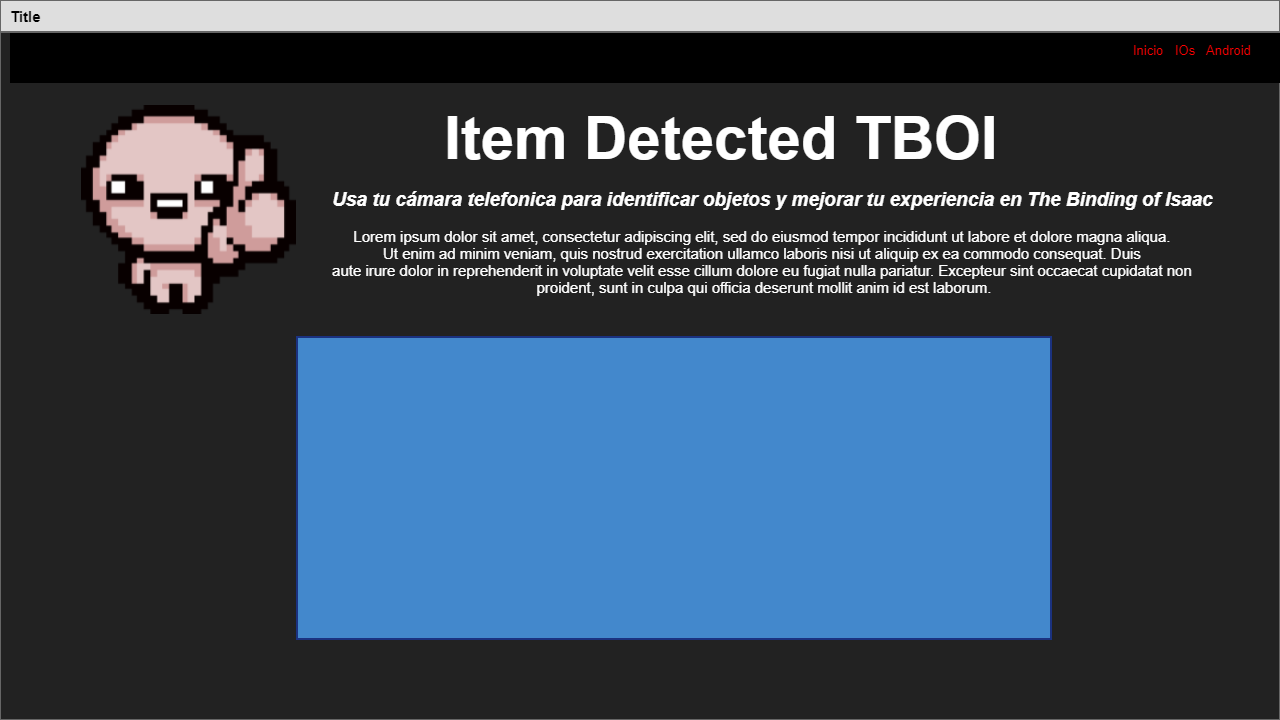 Title
Inicio IOs Android
Item Detected TBOI
Usa tu cámara telefonica para identificar objetos y mejorar tu experiencia en The Binding of Isaac
Lorem ipsum dolor sit amet, consectetur adipiscing elit, sed do eiusmod tempor incididunt ut labore et dolore magna aliqua.
Ut enim ad minim veniam, quis nostrud exercitation ullamco laboris nisi ut aliquip ex ea commodo consequat. Duis
aute irure dolor in reprehenderit in voluptate velit esse cillum dolore eu fugiat nulla pariatur. Excepteur sint occaecat cupidatat non
proident, sunt in culpa qui officia deserunt mollit anim id est laborum.